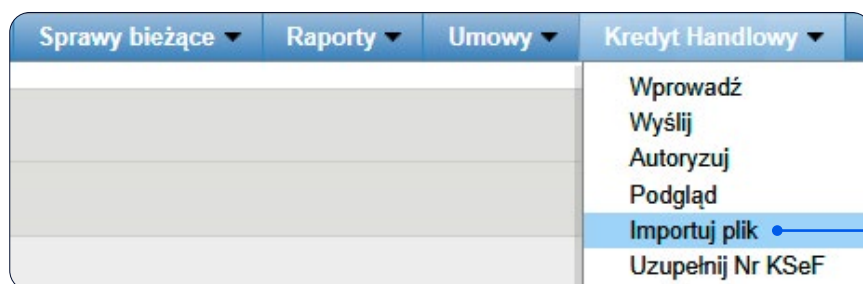 Sprawy bieżące Raporty Umowy Kredyt Handlowy
Wprowadź
Wyślij
Autoryzuj
Podgląd
Importuj plik
Uzupełnij Nr KSeF